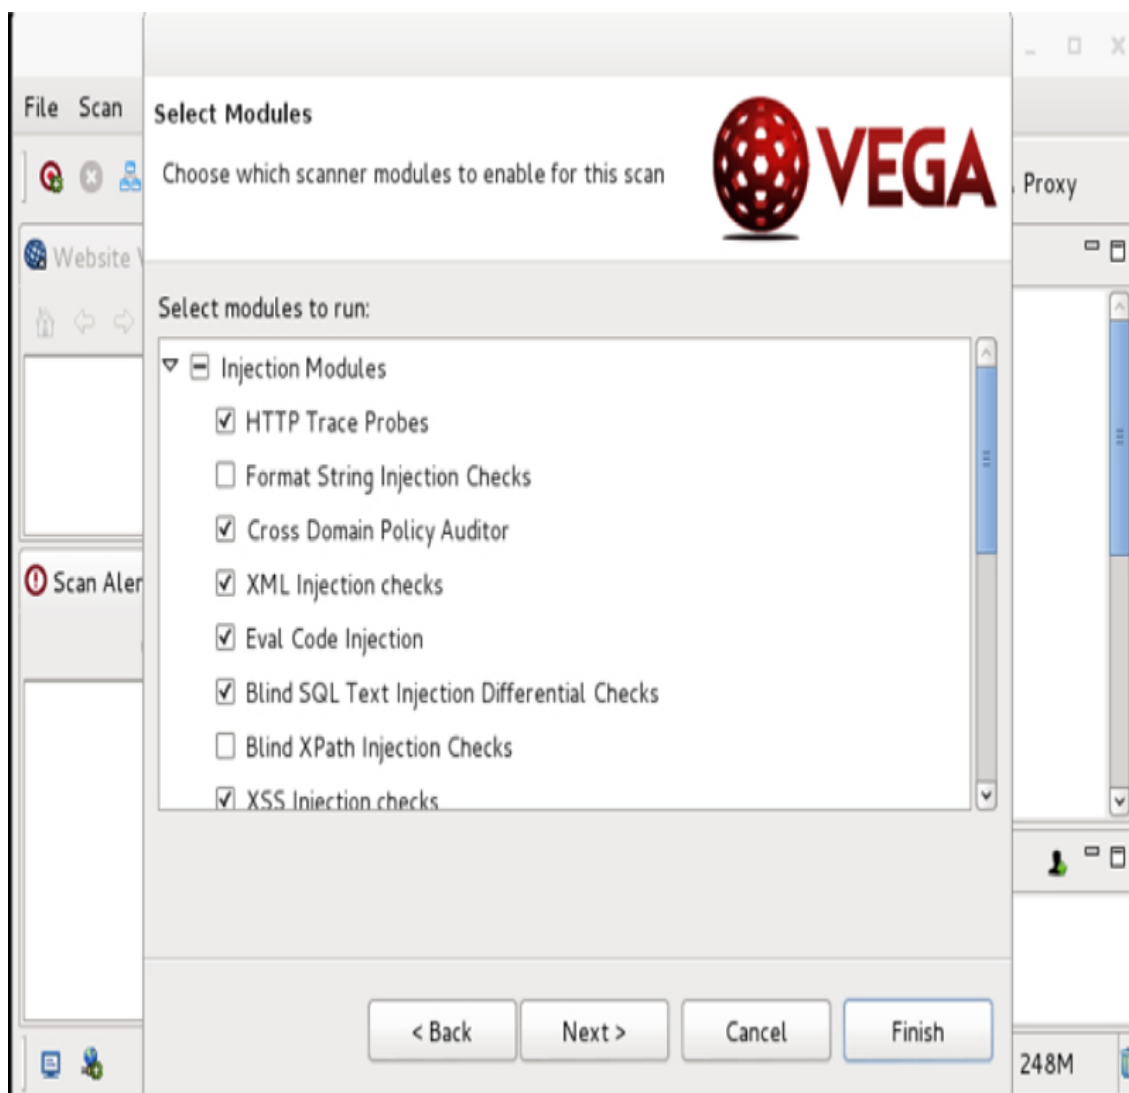 File Scan
Select Modules
Choose which scanner modules to enable for this scan
VEGA
Proxy
Website
Select modules to run:
Injection Modules
HTTP Trace Probes
Format String Injection Checks
Cross Domain Policy Auditor
XML Injection checks
Eval Code Injection
Blind SQL Text Injection Differential Checks
Blind XPath Injection Checks
XSS Injection checks
Scan Aler
< Back
Next >
Cancel
Finish
248M